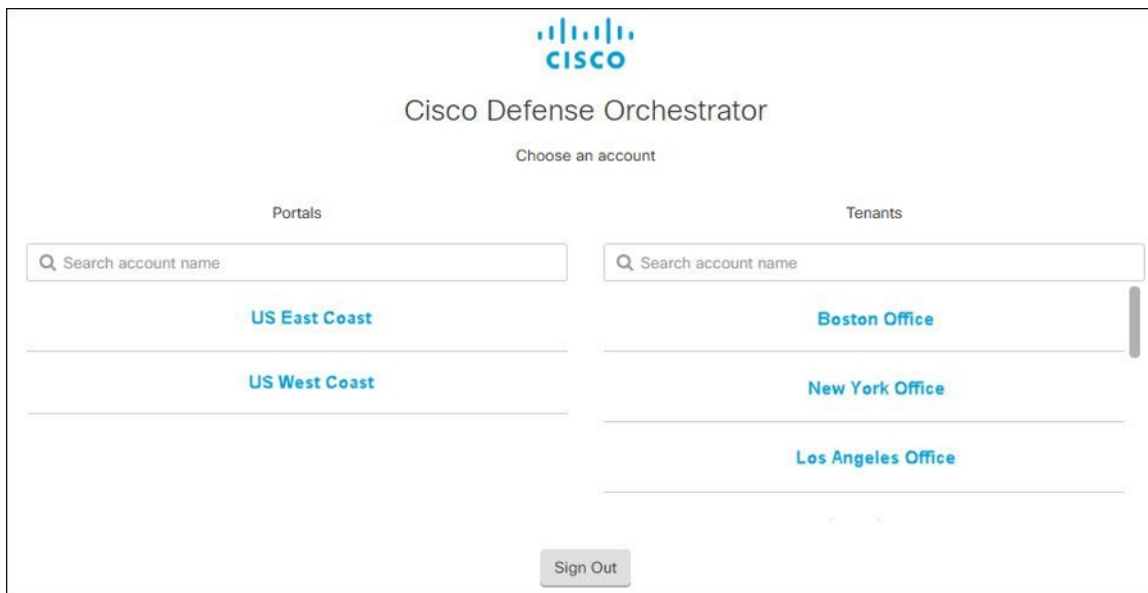 CISCO
Cisco Defense Orchestrator
Choose an account
Portals
Tenants
Search account name
Search account name
US East Coast
Boston Office
US West Coast
New York Office
Los Angeles Office
Sign Out